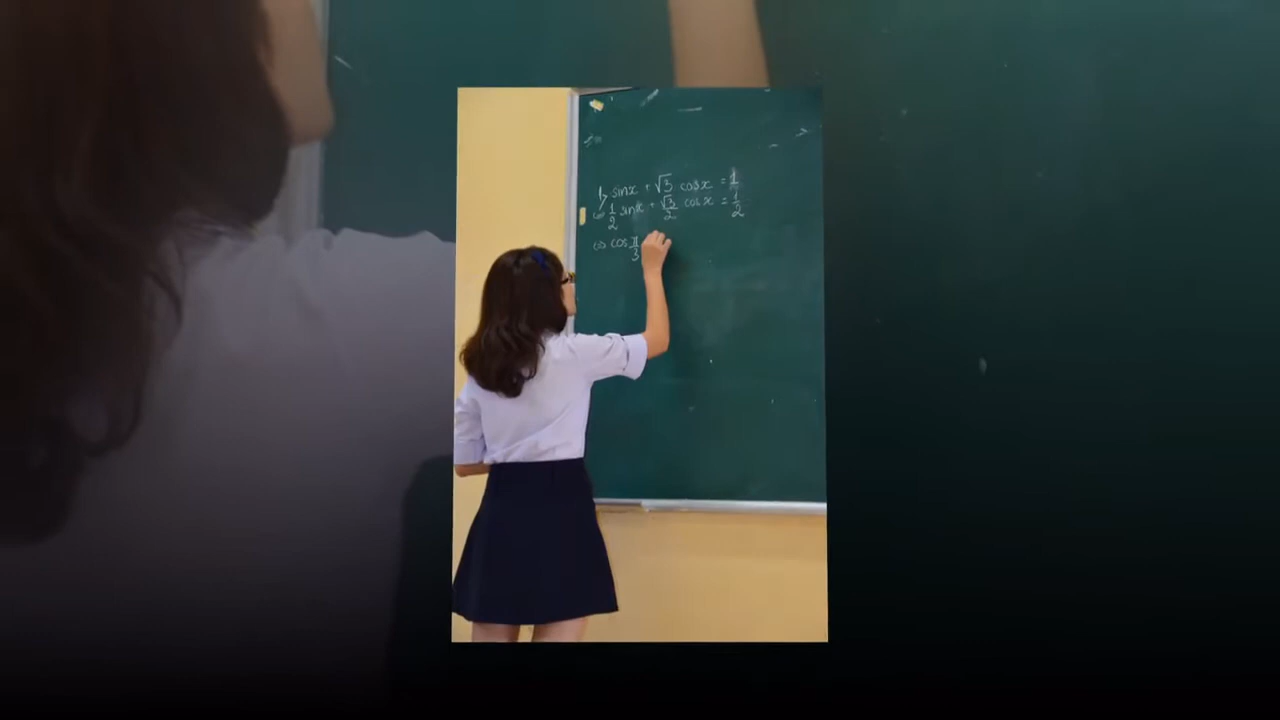 1, sinx + √3 cosx = 1
⇔ 1/2 sinx + √3/2 cosx = 1/2
⇔ cos π/3